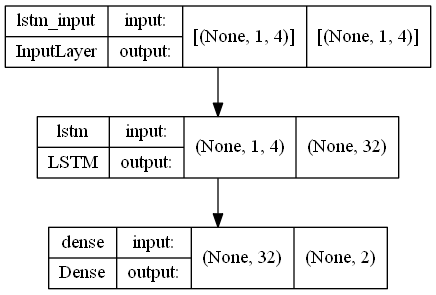 lstm_input input: [(None, 1, 4)] [(None, 1, 4)]
InputLayer output:
lstm input: (None, 1, 4) (None, 32)
LSTM output:
dense input: (None, 32) (None, 2)
Dense output: